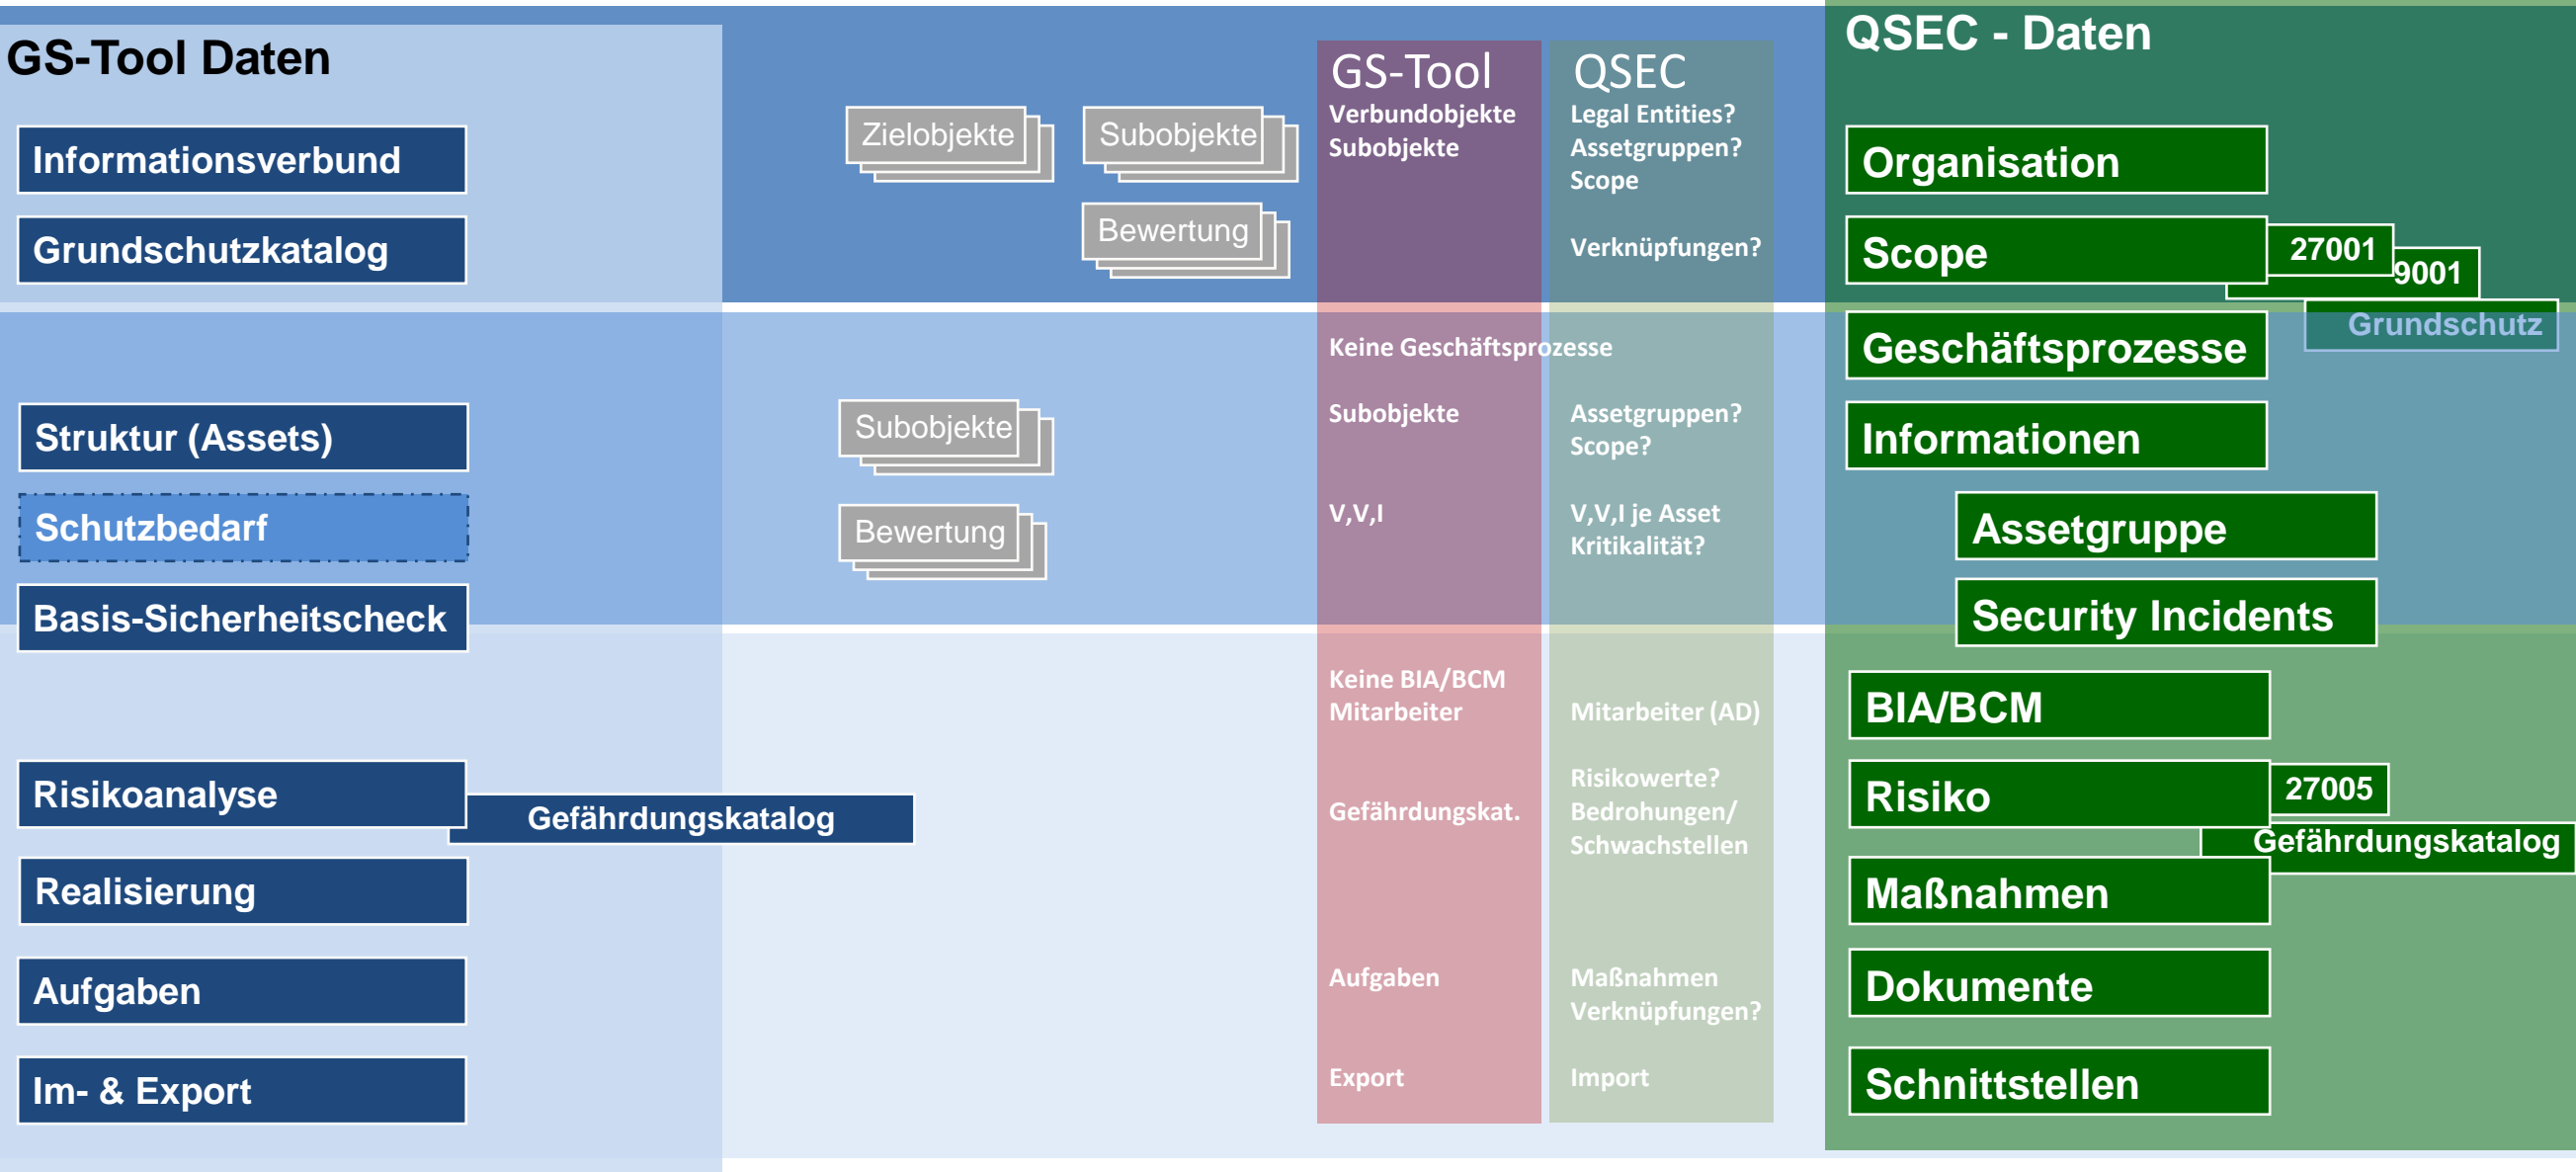 GS-Tool Daten
Informationsverbund
Grundschutzkatalog
Struktur (Assets)
Schutzbedarf
Basis-Sicherheitscheck
Risikoanalyse
Gefährdungskatalog
Realisierung
Aufgaben
Im- & Export
Zielobjekte
Subobjekte
Bewertung
Subobjekte
Bewertung
GS-Tool
Verbundobjekte
Subobjekte
Keine Geschäftsprozesse
Subobjekte
V,V,I
Keine BIA/BCM
Mitarbeiter
Gefährdungskat.
Aufgaben
Export
QSEC
Legal Entities?
Assetgruppen?
Scope
Verknüpfungen?
Assetgruppen?
Scope?
V,V,I je Asset
Kritikalität?
Mitarbeiter (AD)
Risikowerte?
Bedrohungen/
Schwachstellen
Maßnahmen
Verknüpfungen?
Import
QSEC - Daten
Organisation
Scope
27001
9001
Grundschutz
Geschäftsprozesse
Informationen
Assetgruppe
Security Incidents
BIA/BCM
Risiko
27005
Gefährdungskatalog
Maßnahmen
Dokumente
Schnittstellen